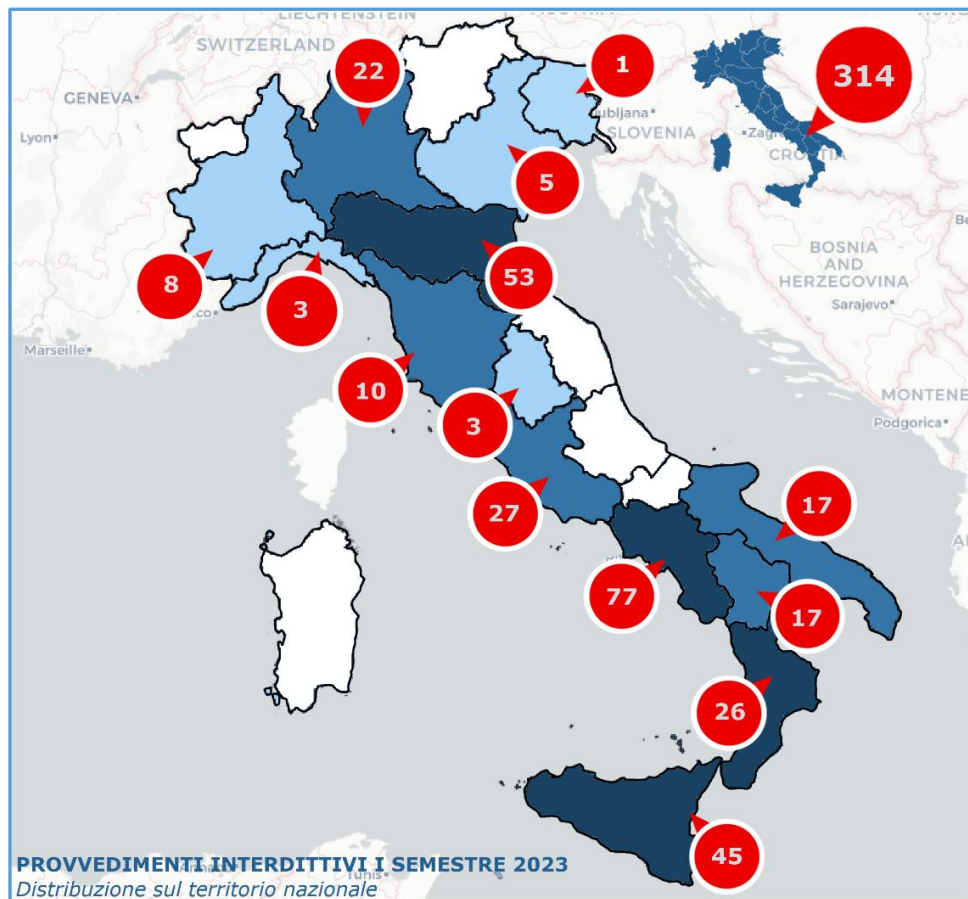 LIECHTENSTEIN
SWITZERLAND
22
1
314
GENEVA
Lyon
Ljubljana
SLOVENIA
CROATIA
5
BOSNIA
AND
HERZEGOVINA
Sarajevo
8
53
3
Marseille
10
MONTENE
Podgorica
3
27
17
77
17
26
45
PROVVEDIMENTI INTERDITTIVI I SEMESTRE 2023
Tunis
Distribuzione sul territorio nazionale